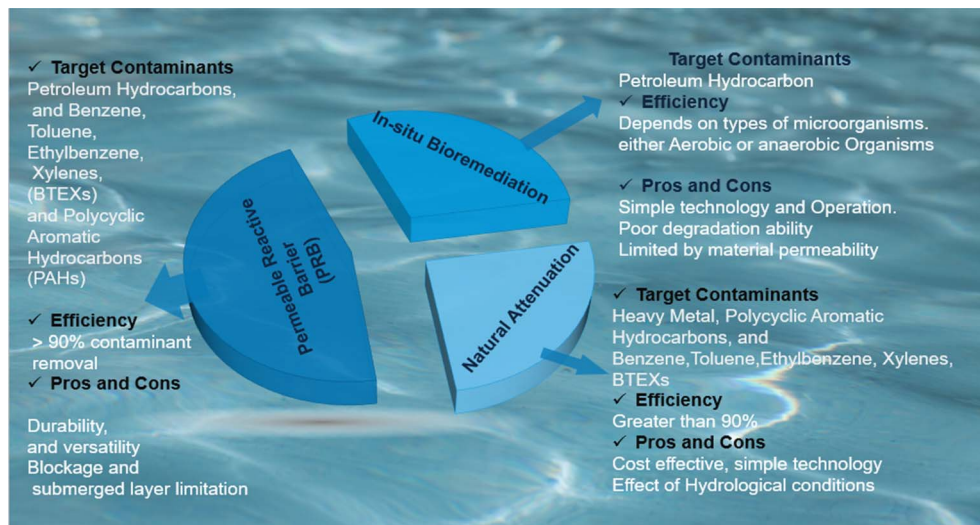 ✓ Target Contaminants
Petroleum Hydrocarbons,
and Benzene,
Toluene,
Ethylbenzene,
Xylenes,
(BTEXs)
and Polycyclic
Aromatic
Hydrocarbons
(PAHs)
✓ Efficiency
> 90% contaminant
removal
✓ Pros and Cons
Durability,
and versatility
Blockage and
submerged layer limitation
Permeable Reactive
Barrier
(PRB)
In-situ Bioremediation
Natural Attenuation
Target Contaminants
Petroleum Hydrocarbon
✓ Efficiency
Depends on types of microorganisms.
either Aerobic or anaerobic Organisms
✓ Pros and Cons
Simple technology and Operation.
Poor degradation ability
Limited by material permeability
✓ Target Contaminants
Heavy Metal, Polycyclic Aromatic
Hydrocarbons, and
Benzene,Toluene,Ethylbenzene, Xylenes,
BTEXs
✓ Efficiency
Greater than 90%
✓ Pros and Cons
Cost effective, simple technology
Effect of Hydrological conditions